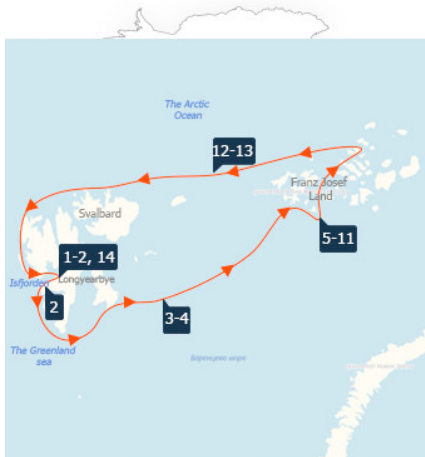 The Arctic
Ocean
12-13
Franz Josef
Land
Svalbard
5-11
1-2, 14
Isfjorden
Longyearbye
2
3-4
The Greenland
sea
Баренцево море